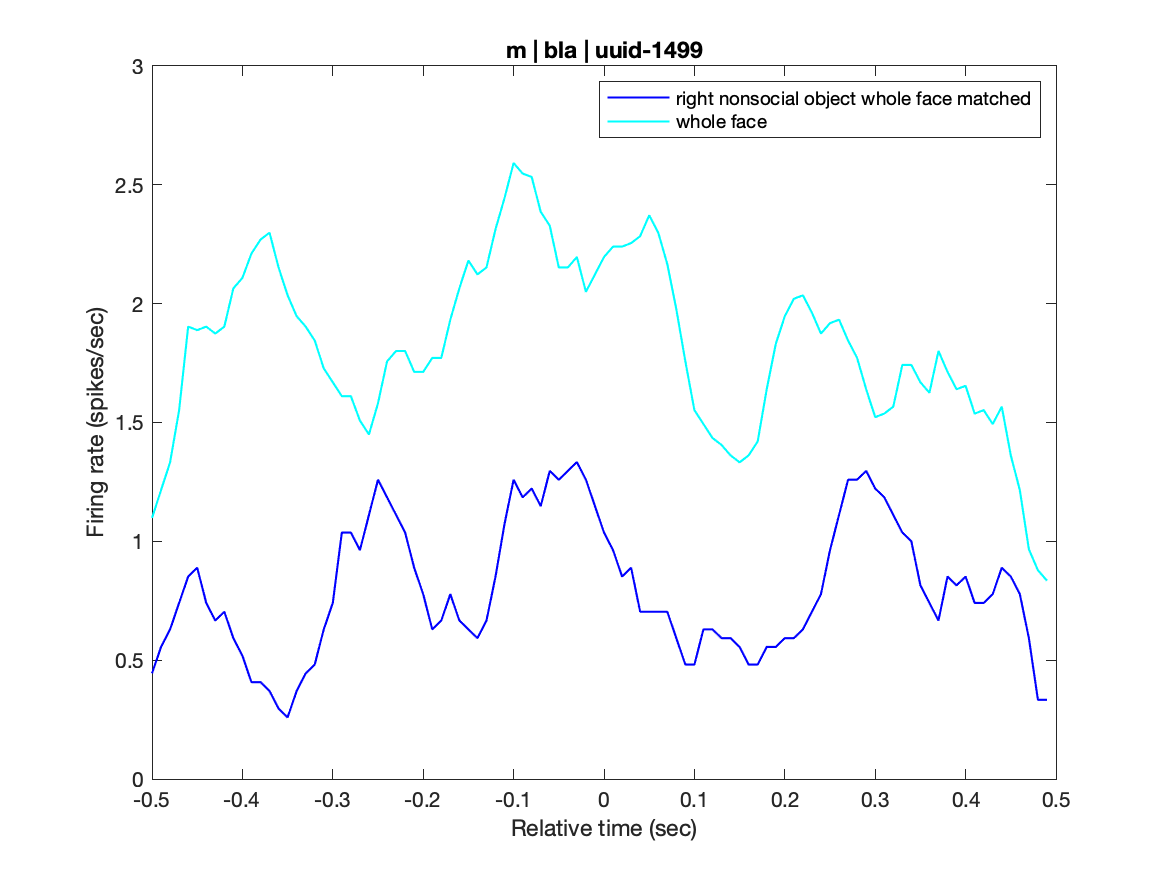 m | bla | uuid-1499
right nonsocial object whole face matched
whole face
Firing rate (spikes/sec)
3
2.5
2
1.5
1
0.5
0
-0.5 -0.4 -0.3 -0.2 -0.1 0 0.1 0.2 0.3 0.4 0.5
Relative time (sec)